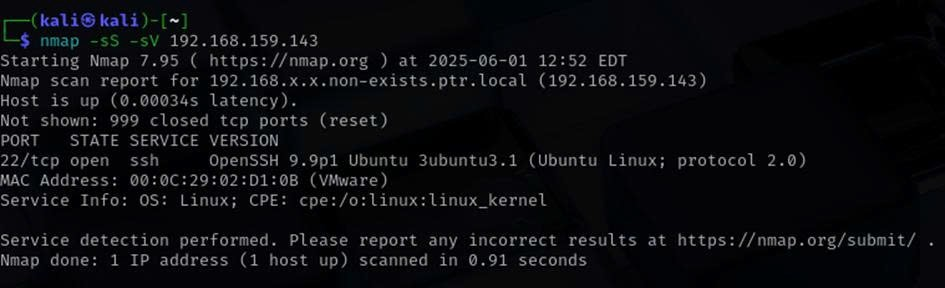 ┌──(kali㉿kali)-[~]
└─$ nmap -sS -sV 192.168.159.143
Starting Nmap 7.95 ( https://nmap.org ) at 2025-06-01 12:52 EDT
Nmap scan report for 192.168.x.x.non-exists.ptr.local (192.168.159.143)
Host is up (0.00034s latency).
Not shown: 999 closed tcp ports (reset)
PORT   STATE SERVICE VERSION
22/tcp open  ssh     OpenSSH 9.9p1 Ubuntu 3ubuntu3.1 (Ubuntu Linux; protocol 2.0)
MAC Address: 00:0C:29:02:D1:0B (VMware)
Service Info: OS: Linux; CPE: cpe:/o:linux:linux_kernel
Service detection performed. Please report any incorrect results at https://nmap.org/submit/ .
Nmap done: 1 IP address (1 host up) scanned in 0.91 seconds